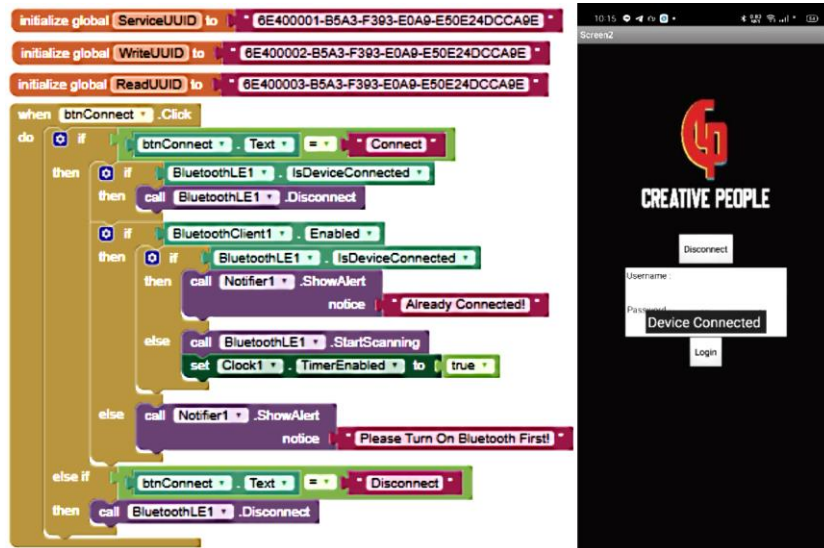 initialize global ServiceUUID to " 6E400001-B5A3-F393-E0A9-E50E24DCCA9E "
initialize global WriteUUID to " 6E400002-B5A3-F393-E0A9-E50E24DCCA9E "
initialize global ReadUUID to " 6E400003-B5A3-F393-E0A9-E50E24DCCA9E "
when btnConnect .Click
do if btnConnect . Text = " Connect "
then if BluetoothLE1 . IsDeviceConnected
then call BluetoothLE1 .Disconnect
if BluetoothClient1 . Enabled
then if BluetoothLE1 . IsDeviceConnected
then call Notifier1 .ShowAlert
notice " Already Connected! "
else call BluetoothLE1 .StartScanning
set Clock1 . TimerEnabled to true
else call Notifier1 .ShowAlert
notice " Please Turn On Bluetooth First! "
else if btnConnect . Text = " Disconnect "
then call BluetoothLE1 .Disconnect
10:15
Screen2
CREATIVE PEOPLE
Disconnect
Username :
Device Connected
Login